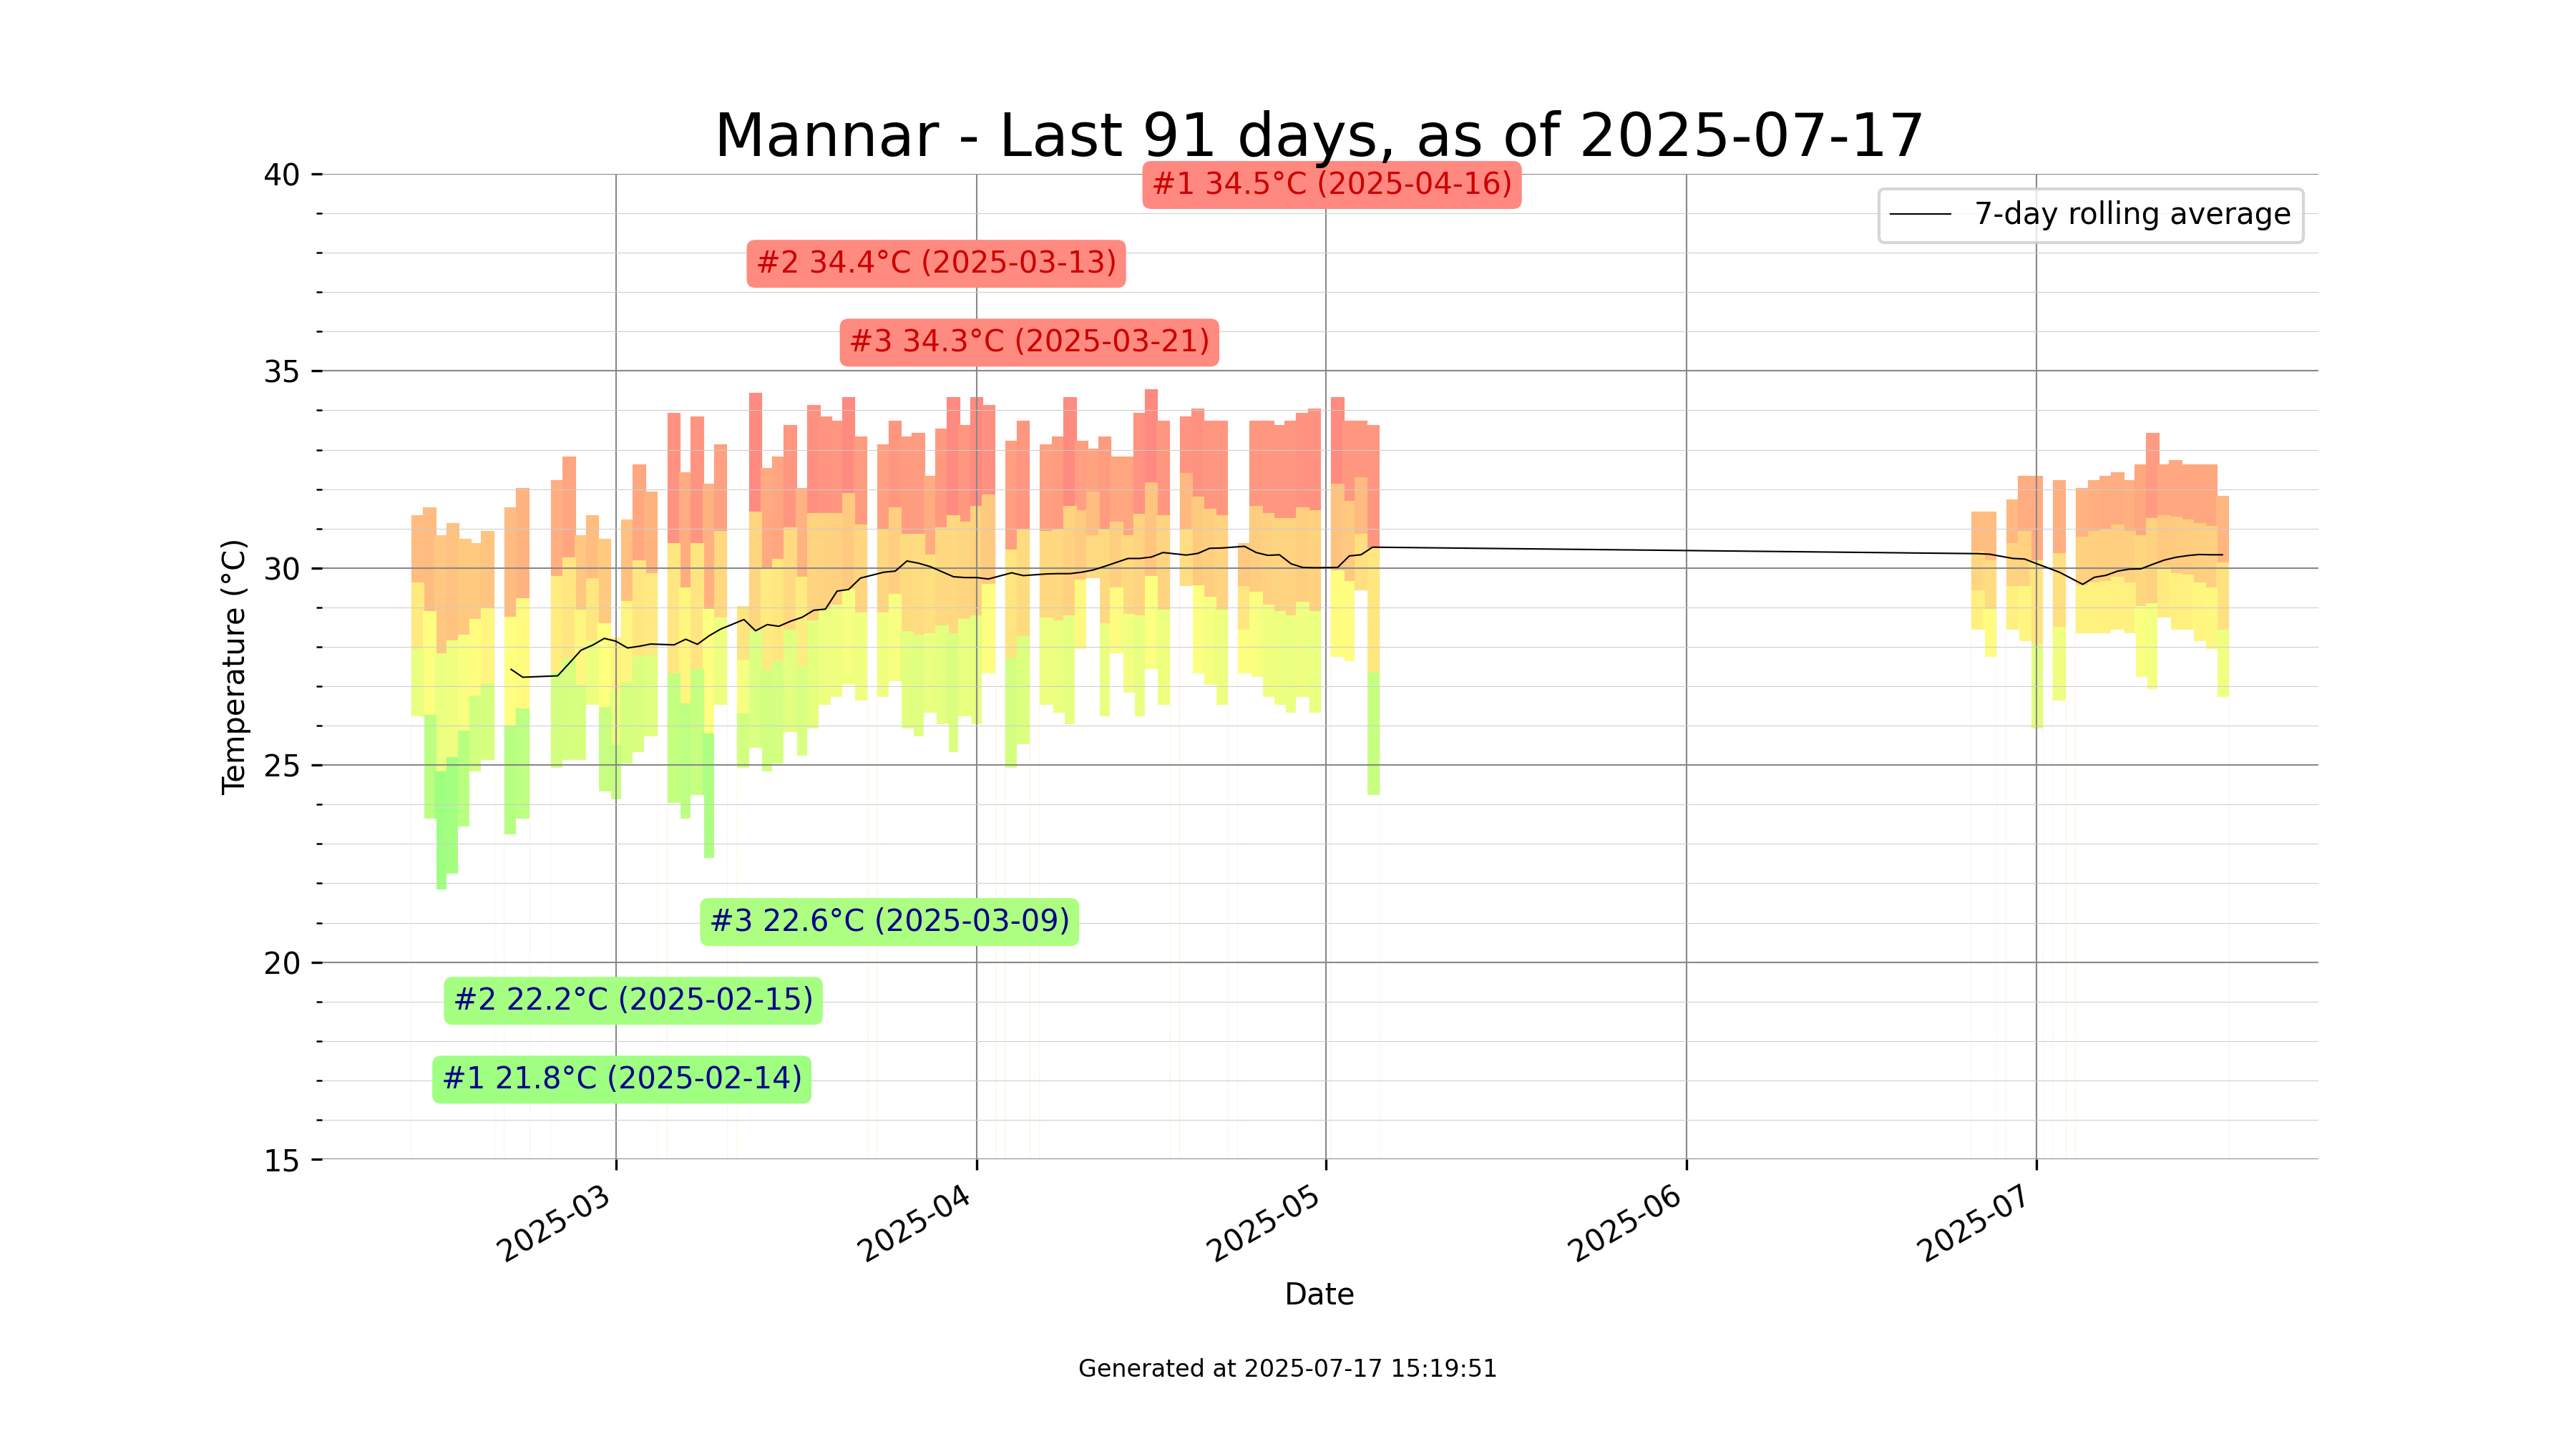 Mannar - Last 91 days, as of 2025-07-17
#1 34.5°C (2025-04-16)
7-day rolling average
#2 34.4°C (2025-03-13)
#3 34.3°C (2025-03-21)
#3 22.6°C (2025-03-09)
#2 22.2°C (2025-02-15)
#1 21.8°C (2025-02-14)
Temperature (°C)
40
35
30
25
20
15
2025-03
2025-04
2025-05
2025-06
2025-07
Date
Generated at 2025-07-17 15:19:51